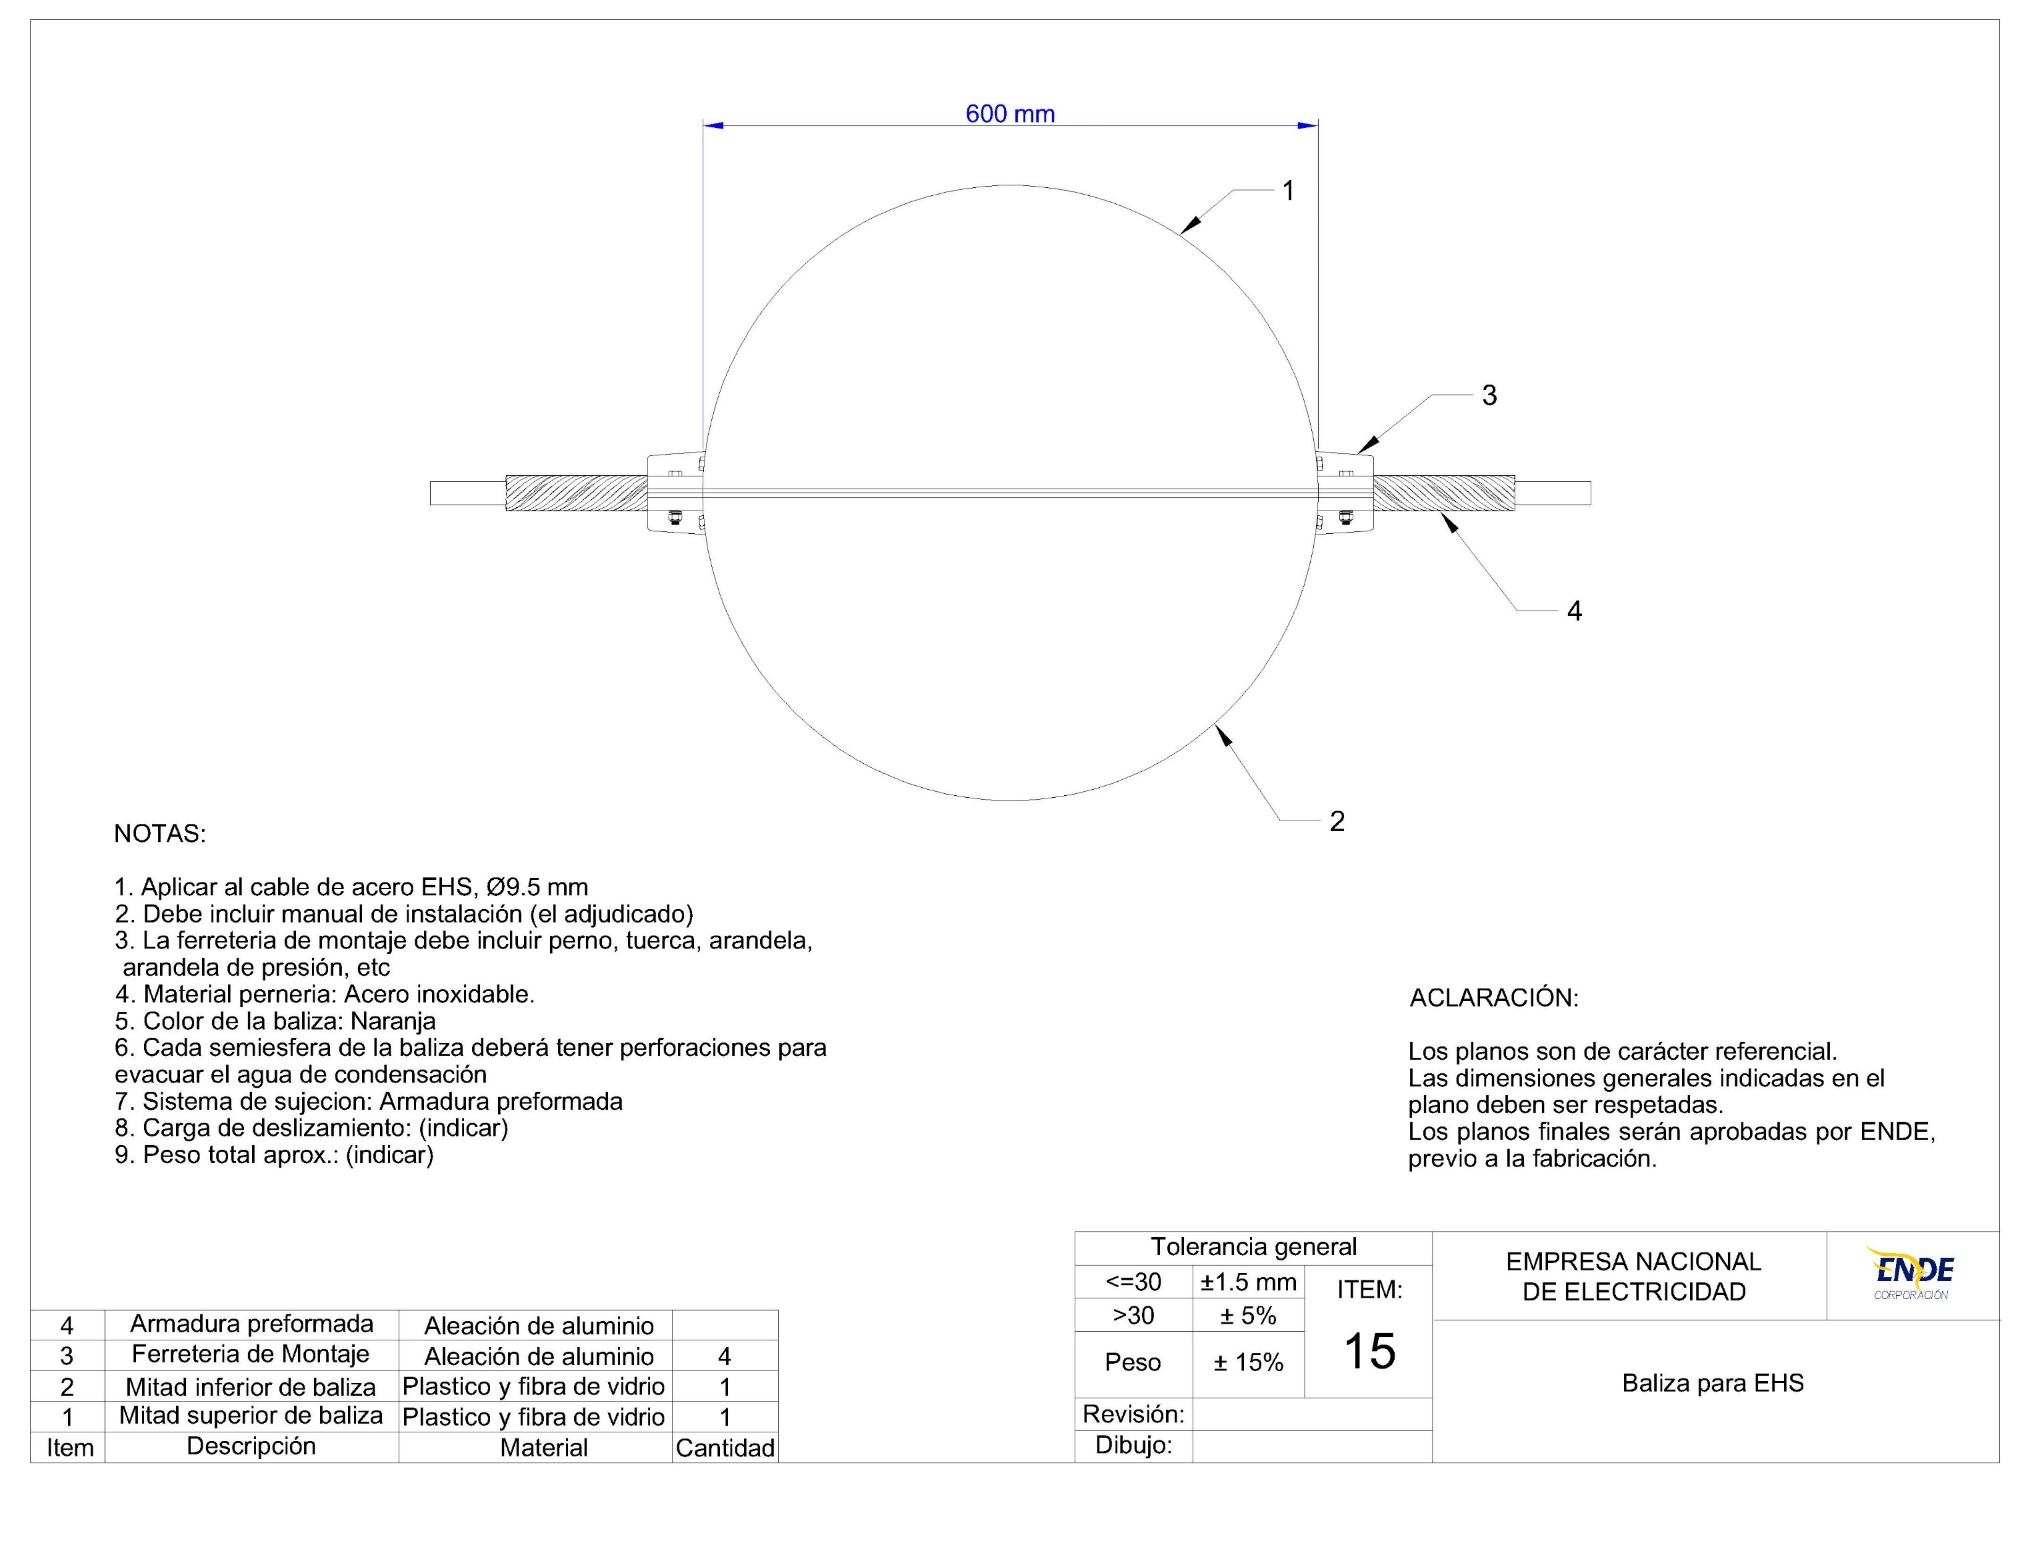 600 mm
1
3
4
2
NOTAS:
1. Aplicar al cable de acero EHS, Ø9.5 mm
2. Debe incluir manual de instalación (el adjudicado)
3. La ferreteria de montaje debe incluir perno, tuerca, arandela,
arandela de presión, etc
4. Material perneria: Acero inoxidable.
5. Color de la baliza: Naranja
6. Cada semiesfera de la baliza deberá tener perforaciones para
evacuar el agua de condensación
7. Sistema de sujecion: Armadura preformada
8. Carga de deslizamiento: (indicar)
9. Peso total aprox.: (indicar)
ACLARACIÓN:
Los planos son de carácter referencial.
Las dimensiones generales indicadas en el
plano deben ser respetadas.
Los planos finales serán aprobadas por ENDE,
previo a la fabricación.
4 Armadura preformada Aleación de aluminio
3 Ferreteria de Montaje Aleación de aluminio 4
2 Mitad inferior de baliza Plastico y fibra de vidrio 1
1 Mitad superior de baliza Plastico y fibra de vidrio 1
Item Descripción Material Cantidad
Tolerancia general
<=30 ±1.5 mm
>30 ± 5%
Peso ± 15%
ITEM:
15
Revisión:
Dibujo:
EMPRESA NACIONAL
DE ELECTRICIDAD
ENDE
CORPORACIÓN
Baliza para EHS